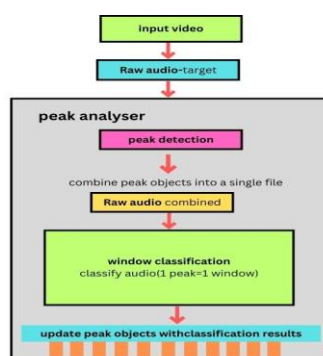 input video
Raw audio-target
peak analyser
peak detection
combine peak objects into a single file
Raw audio combined
window classification
classify audio(1 peak=1 window)
update peak objects withclassification results